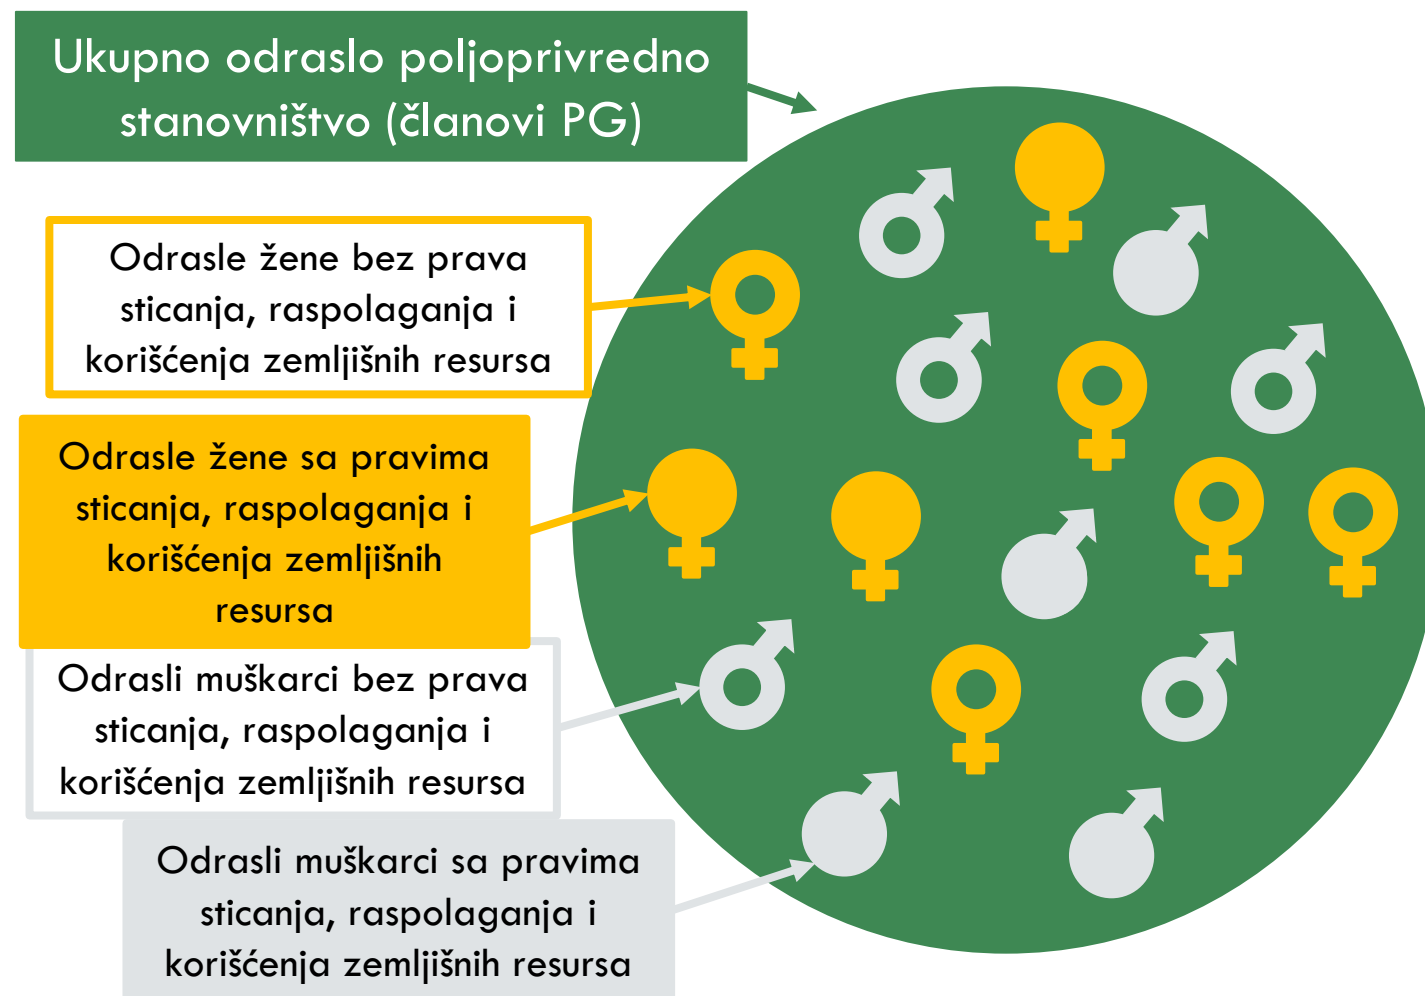 Ukupno odraslo poljoprivredno
stanovništvo (članovi PG)
Odrasle žene bez prava
sticanja, raspolaganja i
korišćenja zemljišnih resursa
Odrasle žene sa pravima
sticanja, raspolaganja i
korišćenja zemljišnih
resursa
Odrasli muškarci bez prava
sticanja, raspolaganja i
korišćenja zemljišnih resursa
Odrasli muškarci sa pravima
sticanja, raspolaganja i
korišćenja zemljišnih resursa